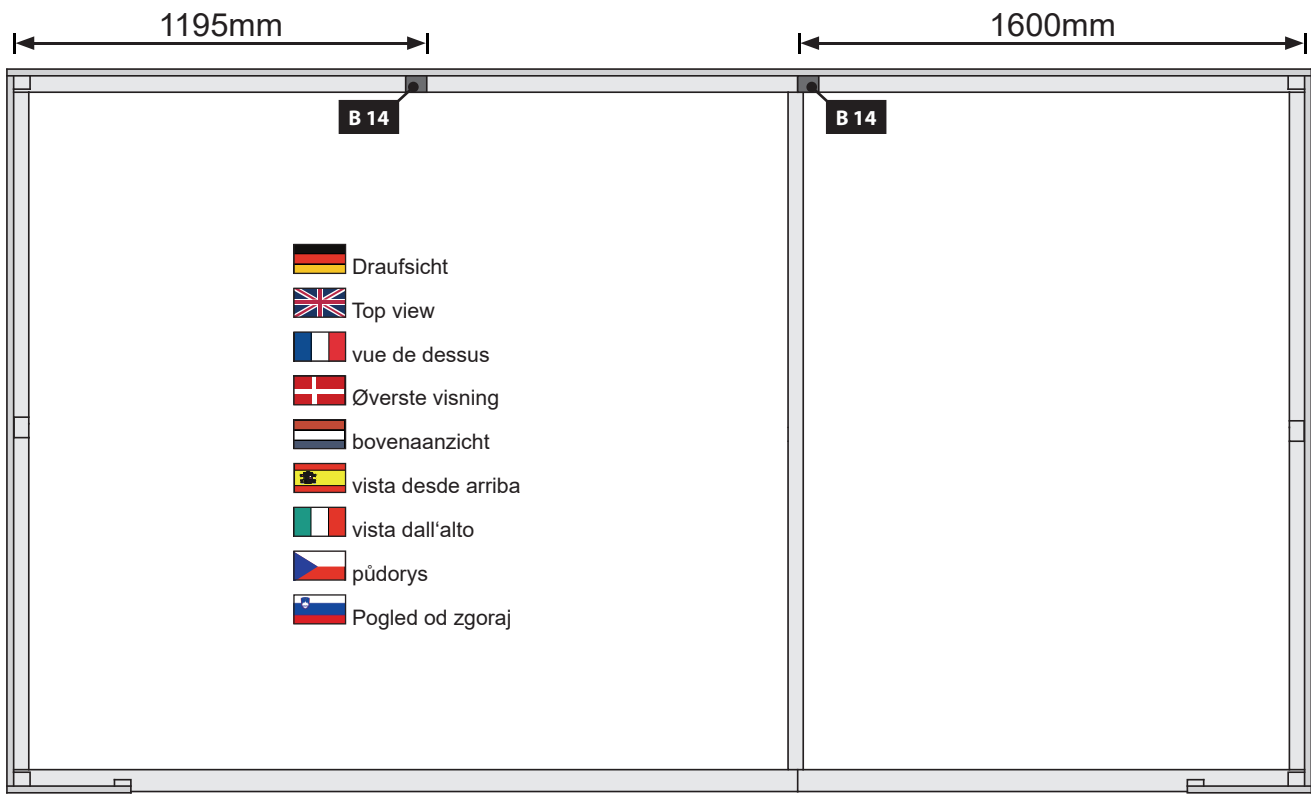 1195mm
1600mm
B 14
B 14
Draufsicht
Top view
vue de dessus
Øverste visning
bovenaanzicht
vista desde arriba
vista dall‘alto
půdorys
Pogled od zgoraj